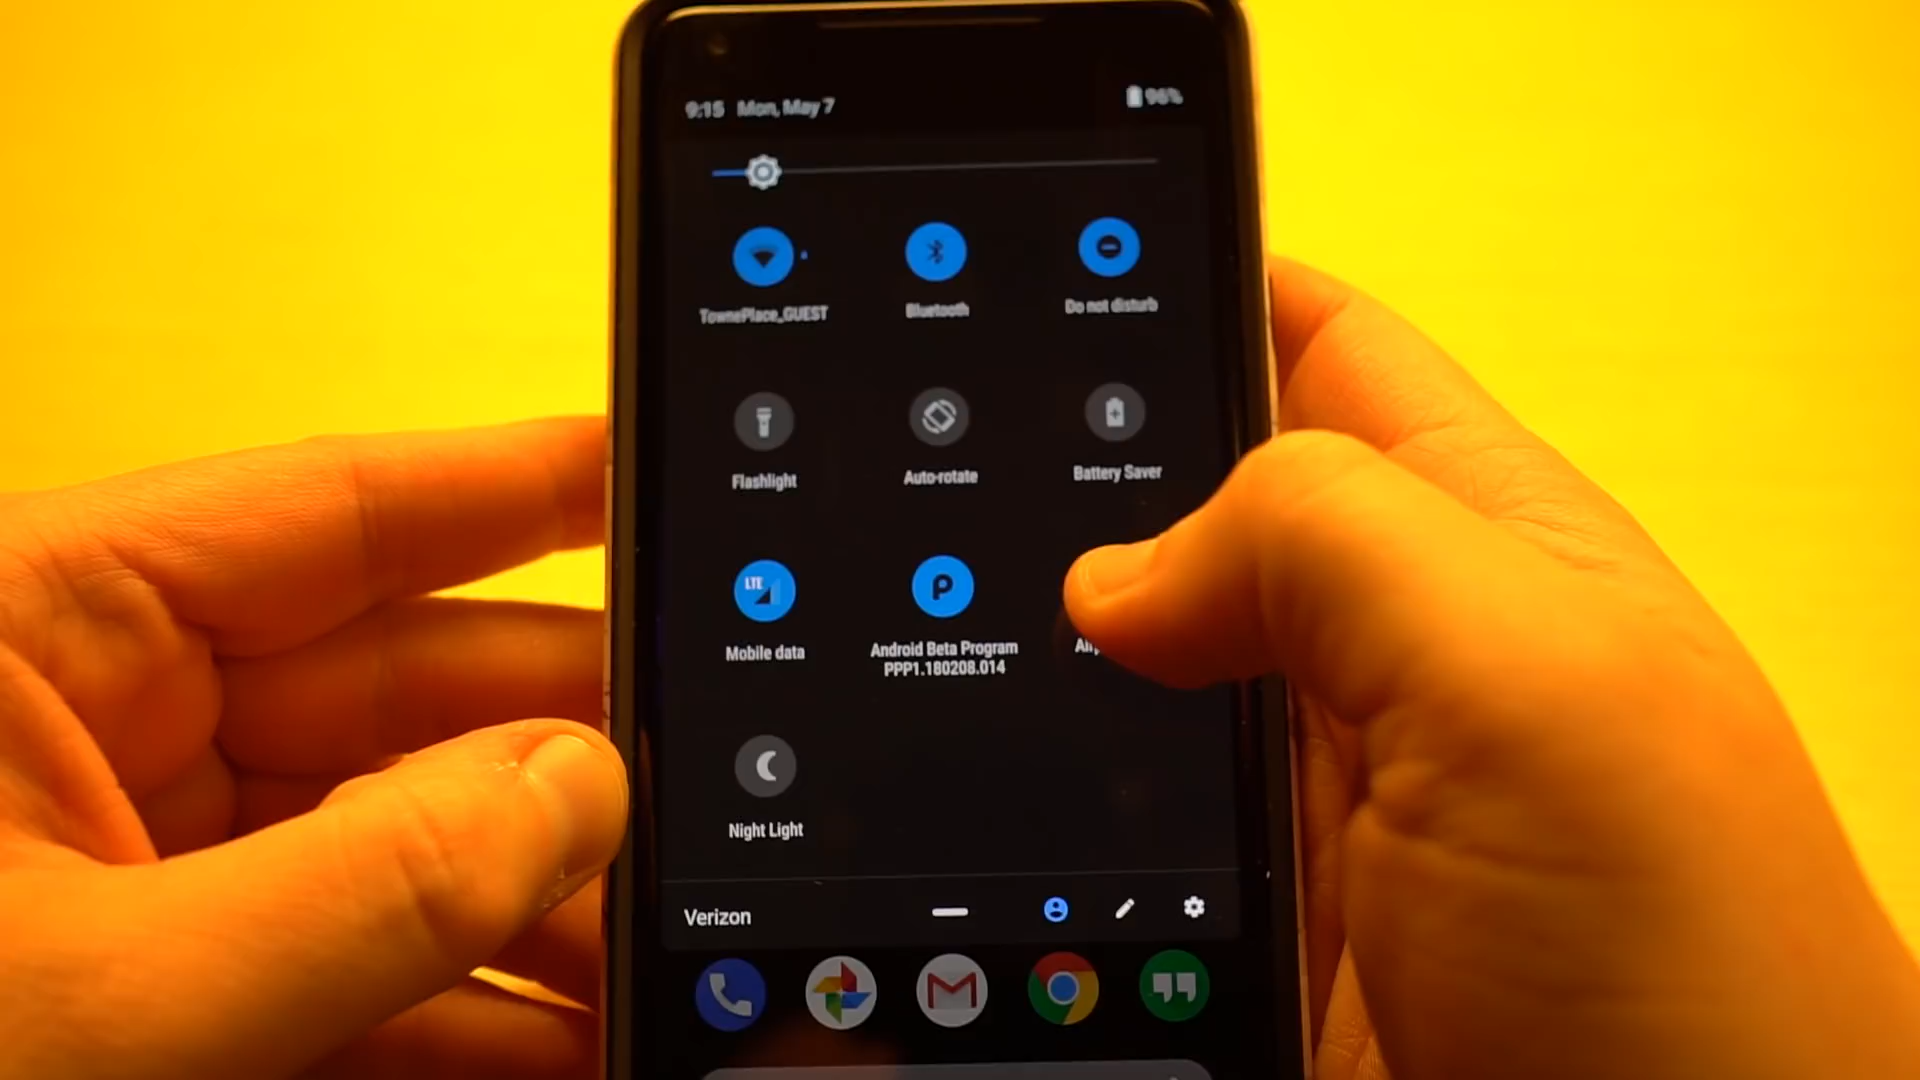 9:15 Mon, May 7
96%
TownePlace_GUEST
Bluetooth
Do not disturb
Flashlight
Auto-rotate
Battery Saver
LTE
Mobile data
Android Beta Program
PPP1.180208.014
Night Light
Verizon